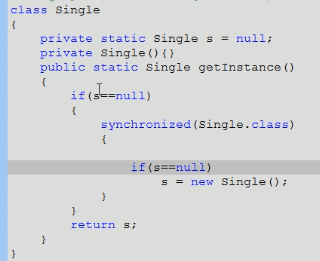 class Single
{
    private static Single s = null;
    private Single(){}
    public static Single getInstance()
    {
        if(s==null)
        {
            synchronized(Single.class)
            {
                if(s==null)
                    s = new Single();
            }
        }
        return s;
    }
}